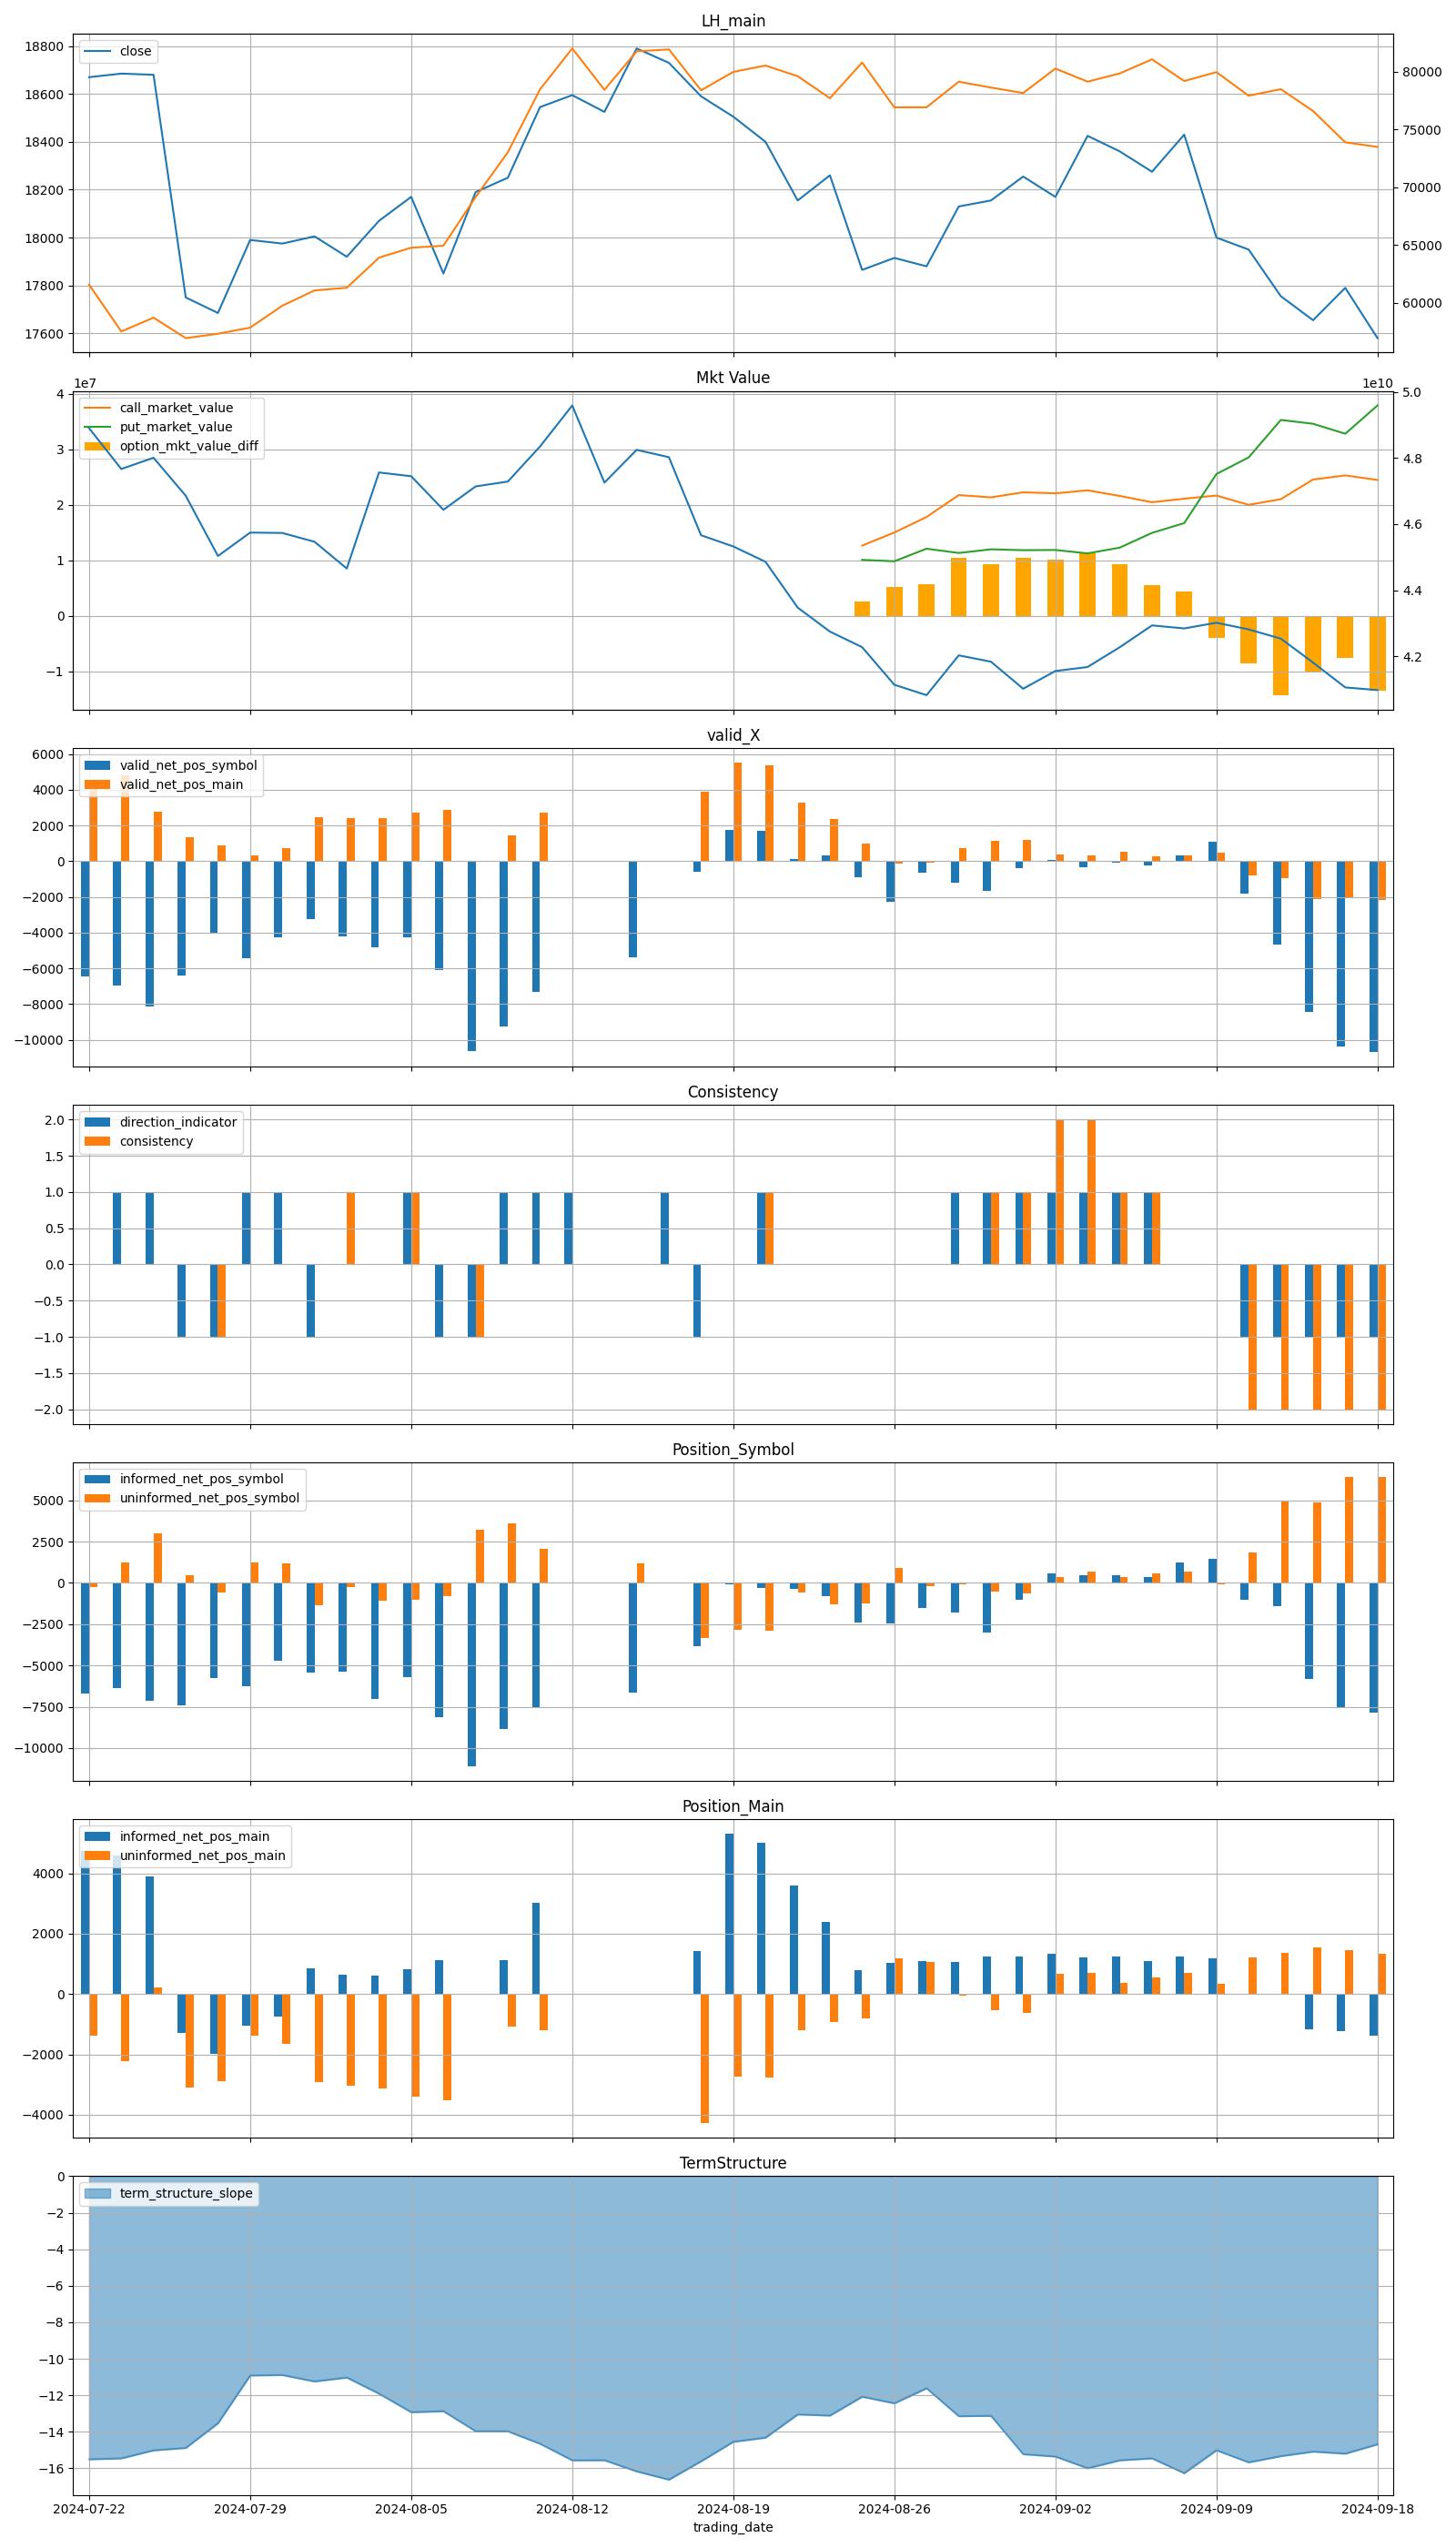 LH_main
close
18800
18600
18400
18200
18000
17800
17600
80000
75000
70000
65000
60000
Mkt Value
1e7
1e10
call_market_value
put_market_value
option_mkt_value_diff
4
3
2
1
0
−1
5.0
4.8
4.6
4.4
4.2
valid_X
valid_net_pos_symbol
valid_net_pos_main
6000
4000
2000
0
−2000
−4000
−6000
−8000
−10000
Consistency
direction_indicator
consistency
2.0
1.5
1.0
0.5
0.0
−0.5
−1.0
−1.5
−2.0
Position_Symbol
informed_net_pos_symbol
uninformed_net_pos_symbol
5000
2500
0
−2500
−5000
−7500
−10000
Position_Main
informed_net_pos_main
uninformed_net_pos_main
4000
2000
0
−2000
−4000
TermStructure
term_structure_slope
0
−2
−4
−6
−8
−10
−12
−14
−16
2024-07-22 2024-07-29 2024-08-05 2024-08-12 2024-08-19 2024-08-26 2024-09-02 2024-09-09 2024-09-18
trading_date